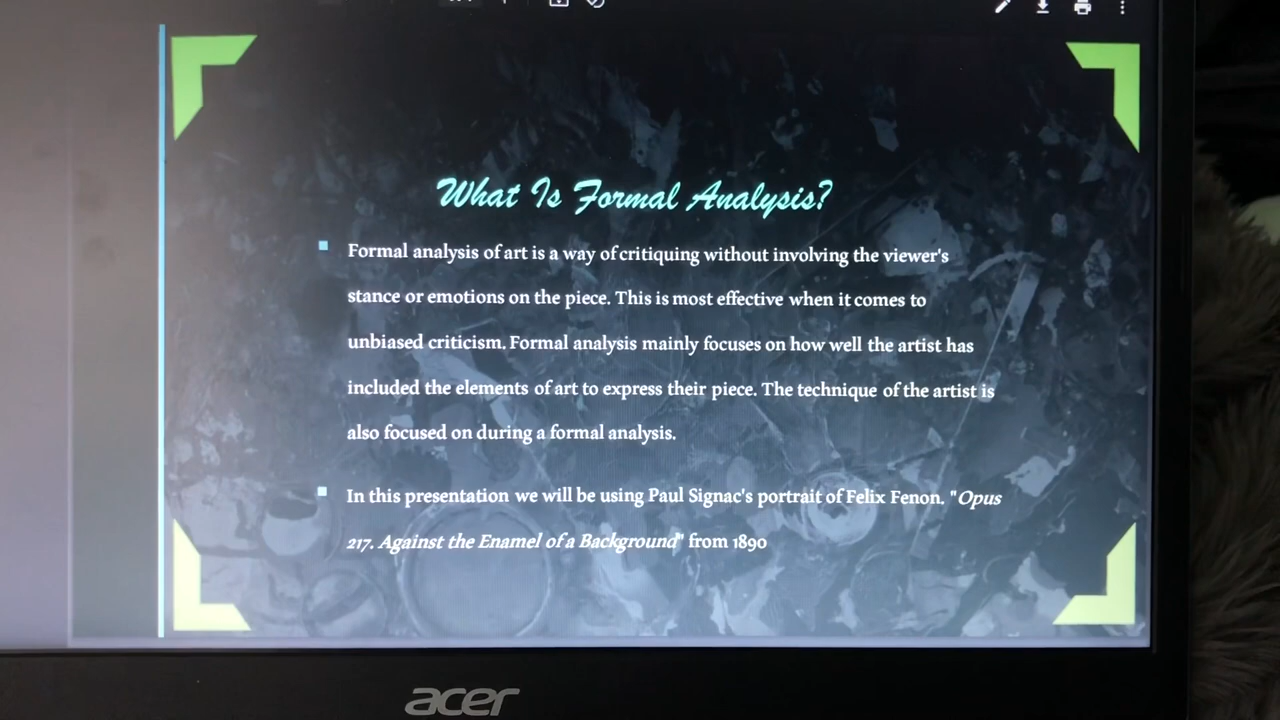 What Is Formal Analysis?
Formal analysis of art is a way of critiquing without involving the viewer's
stance or emotions on the piece. This is most effective when it comes to
unbiased criticism. Formal analysis mainly focuses on how well the artist has
included the elements of art to express their piece. The technique of the artist is
also focused on during a formal analysis.
In this presentation we will be using Paul Signac's portrait of Felix Fenon. "Opus
217. Against the Enamel of a Background" from 1890
acer